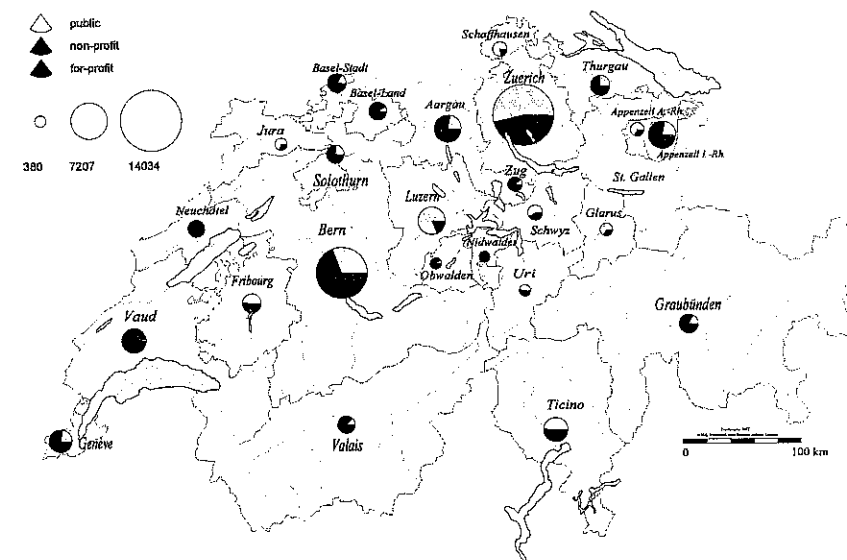 public
non-profit
for-profit
380
7207
14034
Schaffhausen
Basel-Stadt
Basel-Land
Aargau
Zuerich
Thurgau
Appenzell A.-Rh.
Appenzell I.-Rh.
Jura
Solothurn
Zug
St. Gallen
Luzern
Neuchâtel
Bern
Schwyz
Glarus
Nidwalden
Obwalden
Uri
Fribourg
Vaud
Graubünden
Ticino
Genève
Valais
0
100 km